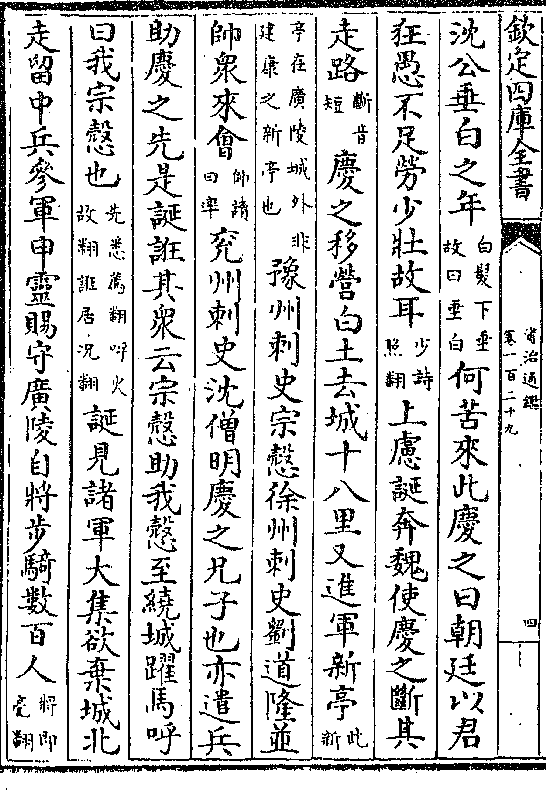 欽定四庫全書
資治通鑑
卷一百二十九
四
沈公垂白之年白髮下垂故曰垂白何苦來此慶之曰朝廷以君
狂愚不足勞少壯故耳少詩照翻上慮誕奔魏使慶之斷其
走路斷音短慶之移營白土去城十八里又進軍新亭此新
亭在廣陵城外非建康之新亭也豫州刺史宗慤徐州刺史劉道隆並
帥衆來會帥讀曰率兗州刺史沈僧明慶之兄子也亦遣兵
助慶之先是誕誑其衆云宗慤助我慤至繞城躍馬呼
曰我宗慤也先悉薦翻呼火故翻誑居況翻誕見諸軍大集欲棄城北
走留中兵參軍申靈賜守廣陵自將步騎數百人將即亮翻